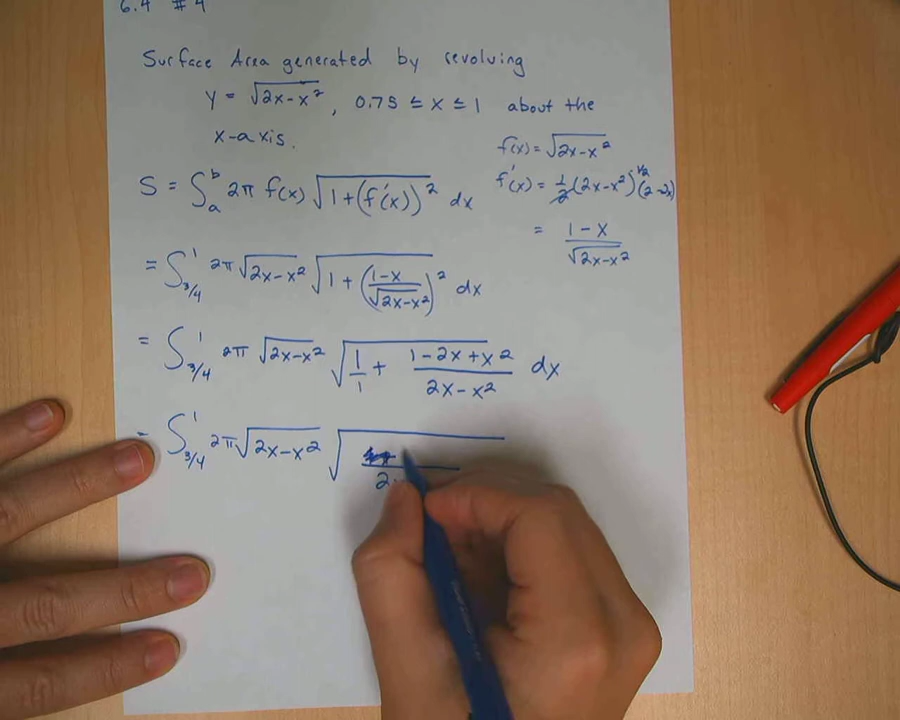 6.4 #4
Surface Area generated by revolving
y = √(2x-x²), 0.75 ≤ x ≤ 1 about the
x-axis.
f(x) = √(2x-x²)
S = ∫_a^b 2π f(x) √(1+(f'(x))²) dx
f'(x) = 1/2 (2x-x²)^(1/2) (2-2x)
= (1-x)/√(2x-x²)
= ∫_{3/4}^1 2π √(2x-x²) √(1 + ((1-x)/√(2x-x²))²) dx
= ∫_{3/4}^1 2π √(2x-x²) √(1/1 + (1-2x+x²)/(2x-x²)) dx
= ∫_{3/4}^1 2π √(2x-x²) √( /2